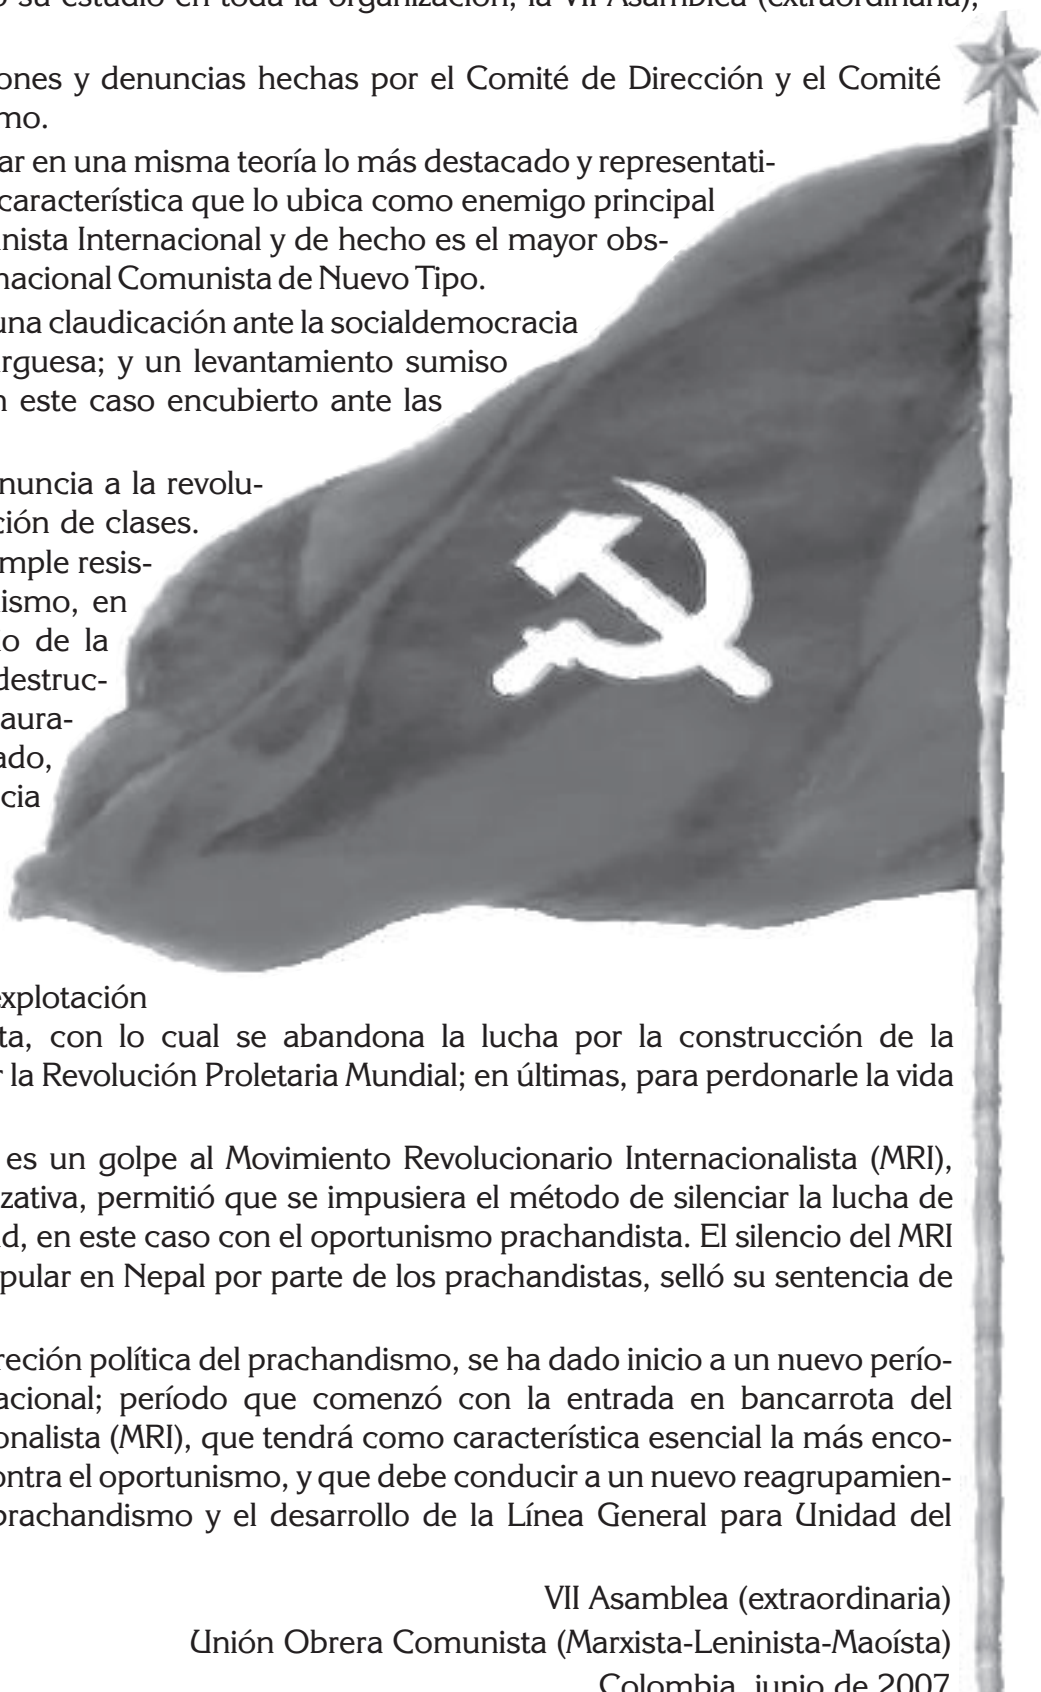 su estudio en toda la organización, la VII Asamblea (extraordinaria),
ones y denuncias hechas por el Comité de Dirección y el Comité
mo.
ar en una misma teoría lo más destacado y representati-
característica que lo ubica como enemigo principal
nista Internacional y de hecho es el mayor obs-
nacional Comunista de Nuevo Tipo.
una claudicación ante la socialdemocracia
rguesa; y un levantamiento sumiso
n este caso encubierto ante las
nuncia a la revolu-
ción de clases.
mple resis-
ismo, en
io de la
destruc-
aura-
ado,
cia
explotación
ta, con lo cual se abandona la lucha por la construcción de la
r la Revolución Proletaria Mundial; en últimas, para perdonarle la vida
es un golpe al Movimiento Revolucionario Internacionalista (MRI),
izativa, permitió que se impusiera el método de silenciar la lucha de
d, en este caso con el oportunismo prachandista. El silencio del MRI
pular en Nepal por parte de los prachandistas, selló su sentencia de
reción política del prachandismo, se ha dado inicio a un nuevo perío-
acional; período que comenzó con la entrada en bancarrota del
onalista (MRI), que tendrá como característica esencial la más enco-
ontra el oportunismo, y que debe conducir a un nuevo reagrupamien-
prachandismo y el desarrollo de la Línea General para Unidad del
VII Asamblea (extraordinaria)
Unión Obrera Comunista (Marxista-Leninista-Maoísta)
Colombia, junio de 2007